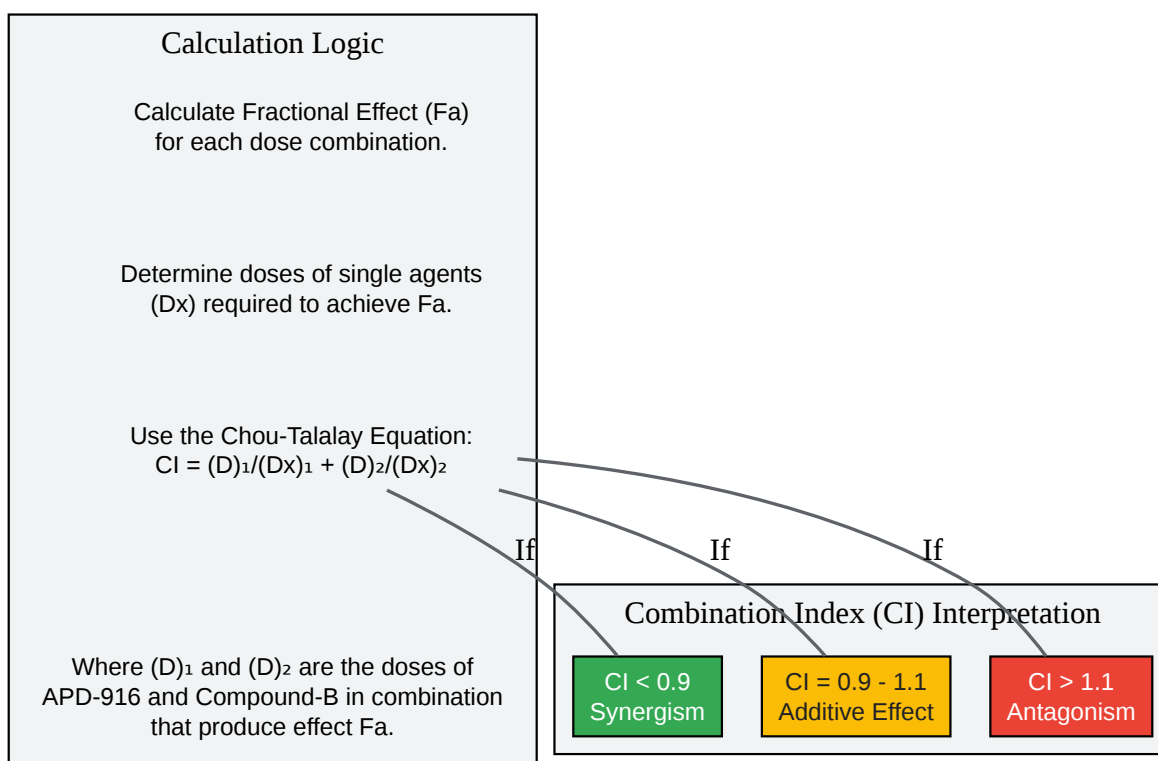 Calculation Logic
Calculate Fractional Effect (Fa)
for each dose combination.
Determine doses of single agents
(Dx) required to achieve Fa.
Use the Chou-Talalay Equation:
CI = (D)₁/(Dx)₁ + (D)₂/(Dx)₂
If
If
If
Where (D)₁ and (D)₂ are the doses of
APD-916 and Compound-B in combination
that produce effect Fa.
Combination Index (CI) Interpretation
CI < 0.9
Synergism
CI = 0.9 - 1.1
Additive Effect
CI > 1.1
Antagonism